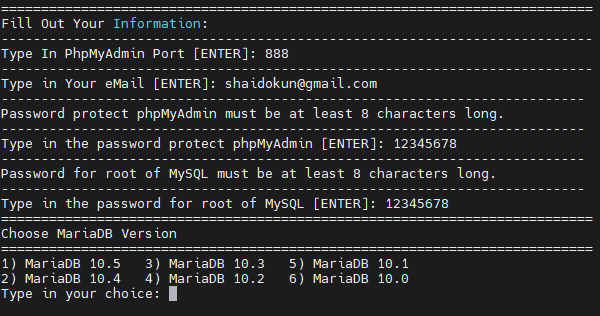 Fill Out Your Information:
Type In PhpMyAdmin Port [ENTER]: 888
Type in Your eMail [ENTER]: shaidokun@gmail.com
Password protect phpMyAdmin must be at least 8 characters long.
Type in the password protect phpMyAdmin [ENTER]: 12345678
Password for root of MySQL must be at least 8 characters long.
Type in the password for root of MySQL [ENTER]: 12345678
Choose MariaDB Version
1) MariaDB 10.5   3) MariaDB 10.3   5) MariaDB 10.1
2) MariaDB 10.4   4) MariaDB 10.2   6) MariaDB 10.0
Type in your choice: